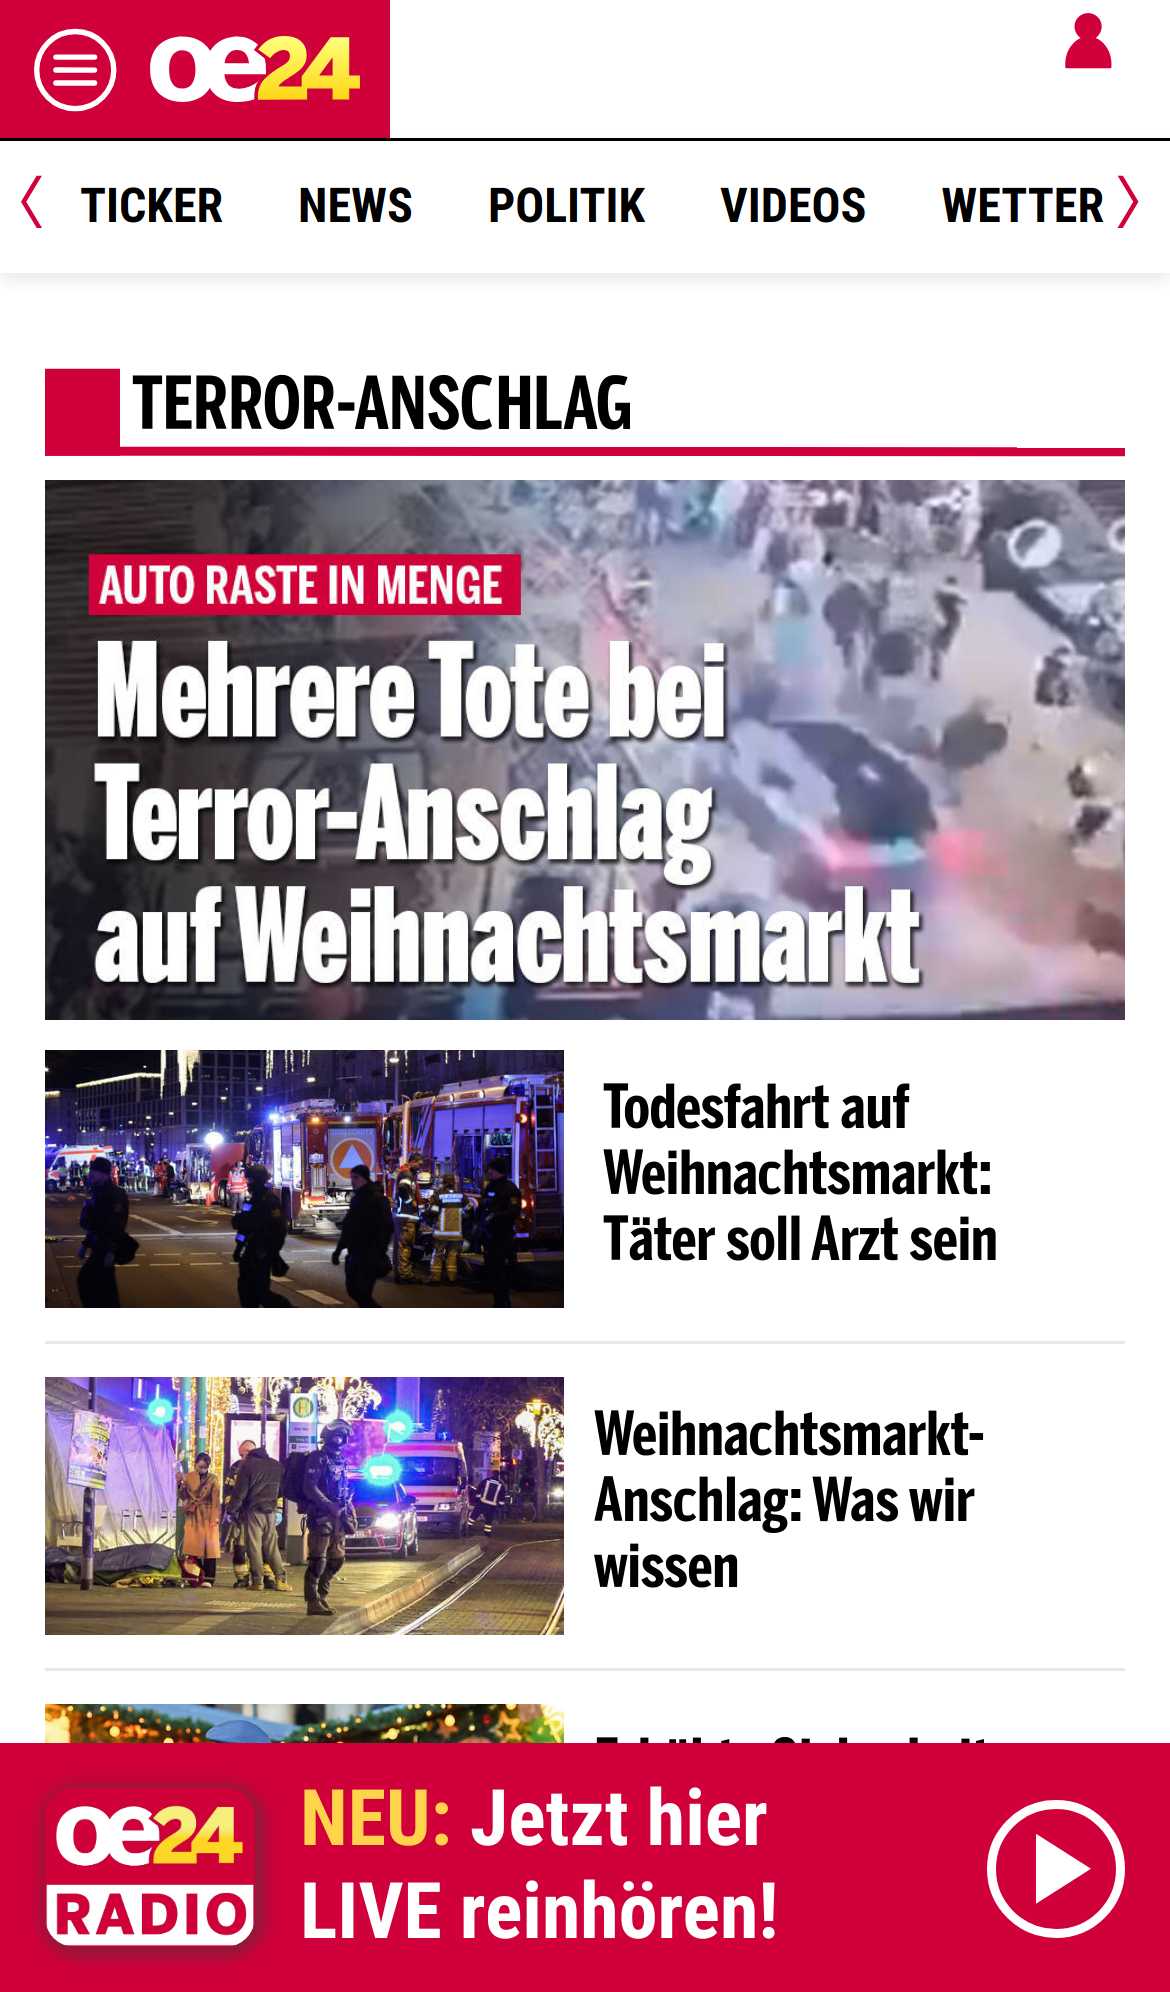 oe24
TICKER NEWS POLITIK VIDEOS WETTER
TERROR-ANSCHLAG
AUTO RASTE IN MENGE
Mehrere Tote bei
Terror-Anschlag
auf Weihnachtsmarkt
Todesfahrt auf
Weihnachtsmarkt:
Täter soll Arzt sein
Weihnachtsmarkt-
Anschlag: Was wir
wissen
oe24
RADIO
NEU: Jetzt hier
LIVE reinhören!